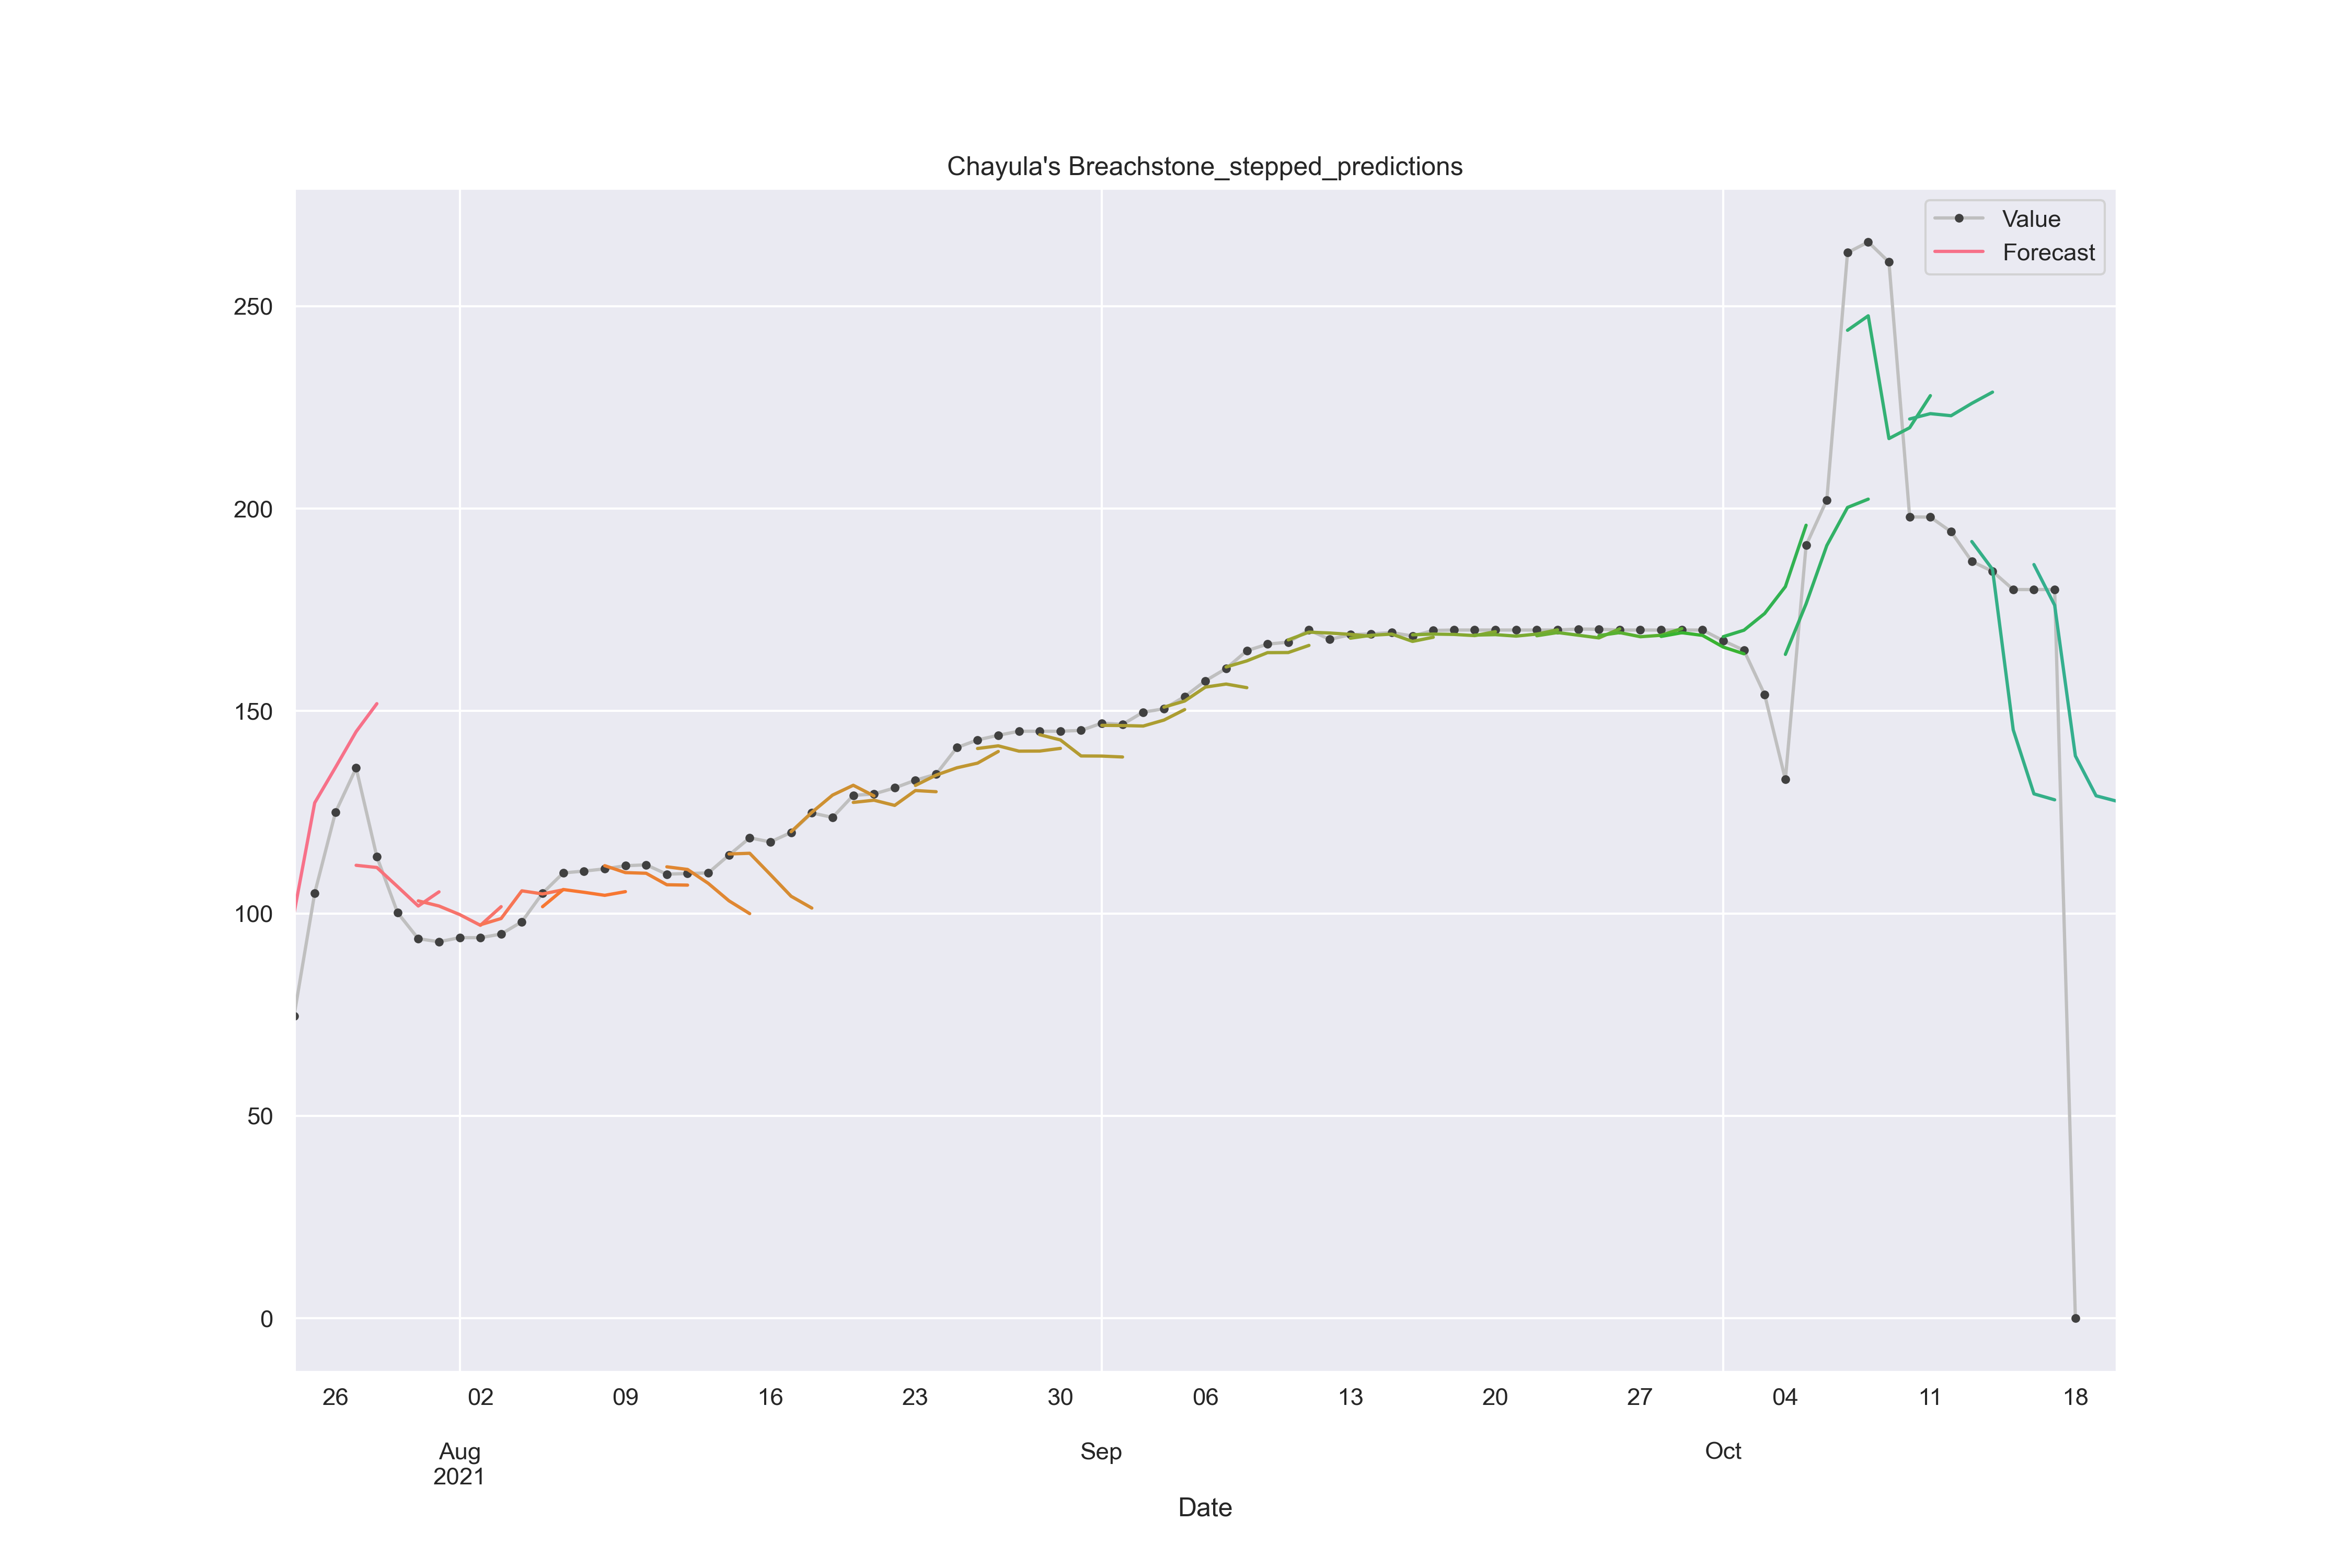 Chayula's Breachstone_stepped_predictions
Value
Forecast
250
200
150
100
50
0
26 02 09 16 23 30 06 13 20 27 04 11 18
Aug Sep Oct
2021
Date